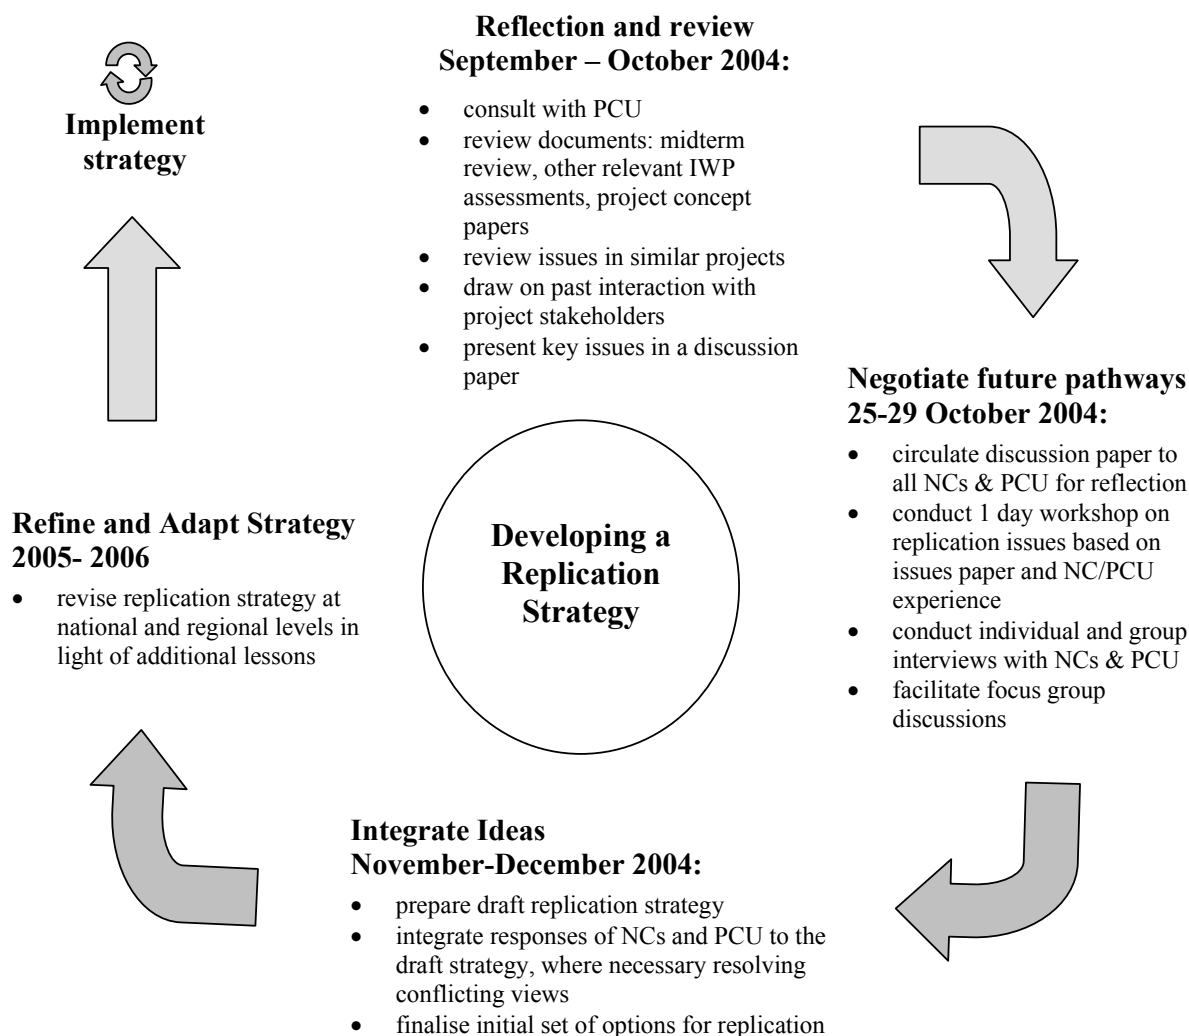 Reflection and review
September – October 2004:
• consult with PCU
• review documents: midterm
review, other relevant IWP
assessments, project concept
papers
• review issues in similar projects
• draw on past interaction with
project stakeholders
• present key issues in a discussion
paper
Negotiate future pathways
25-29 October 2004:
• circulate discussion paper to
all NCs & PCU for reflection
• conduct 1 day workshop on
replication issues based on
issues paper and NC/PCU
experience
• conduct individual and group
interviews with NCs & PCU
• facilitate focus group
discussions
Integrate Ideas
November-December 2004:
• prepare draft replication strategy
• integrate responses of NCs and PCU to the
draft strategy, where necessary resolving
conflicting views
• finalise initial set of options for replication
Refine and Adapt Strategy
2005- 2006
• revise replication strategy at
national and regional levels in
light of additional lessons
Implement
strategy
Developing a
Replication
Strategy